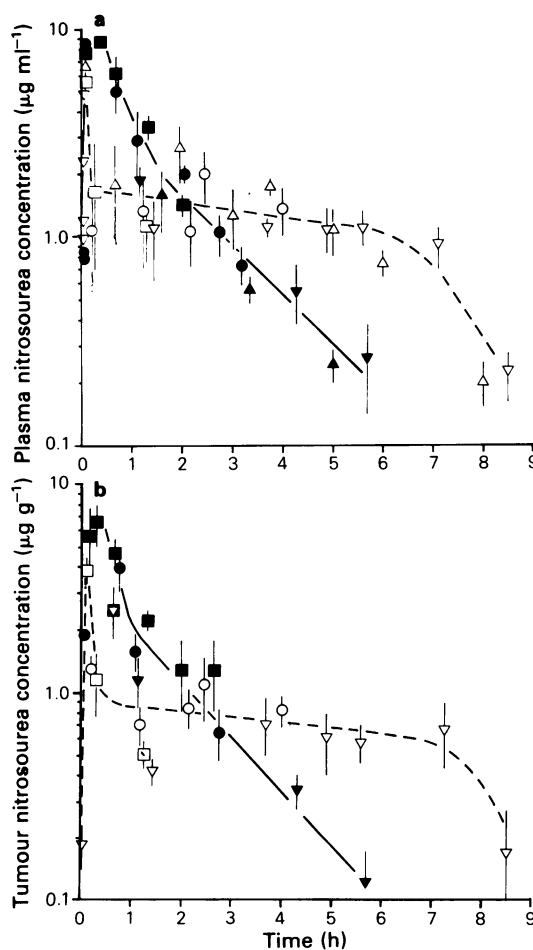 a
Plasma nitrosourea concentration (μg ml⁻¹)
10
1.0
0.1
0 1 2 3 4 5 6 7 8 9
b
Tumour nitrosourea concentration (μg g⁻¹)
10
1.0
0.1
0 1 2 3 4 5 6 7 8 9
Time (h)